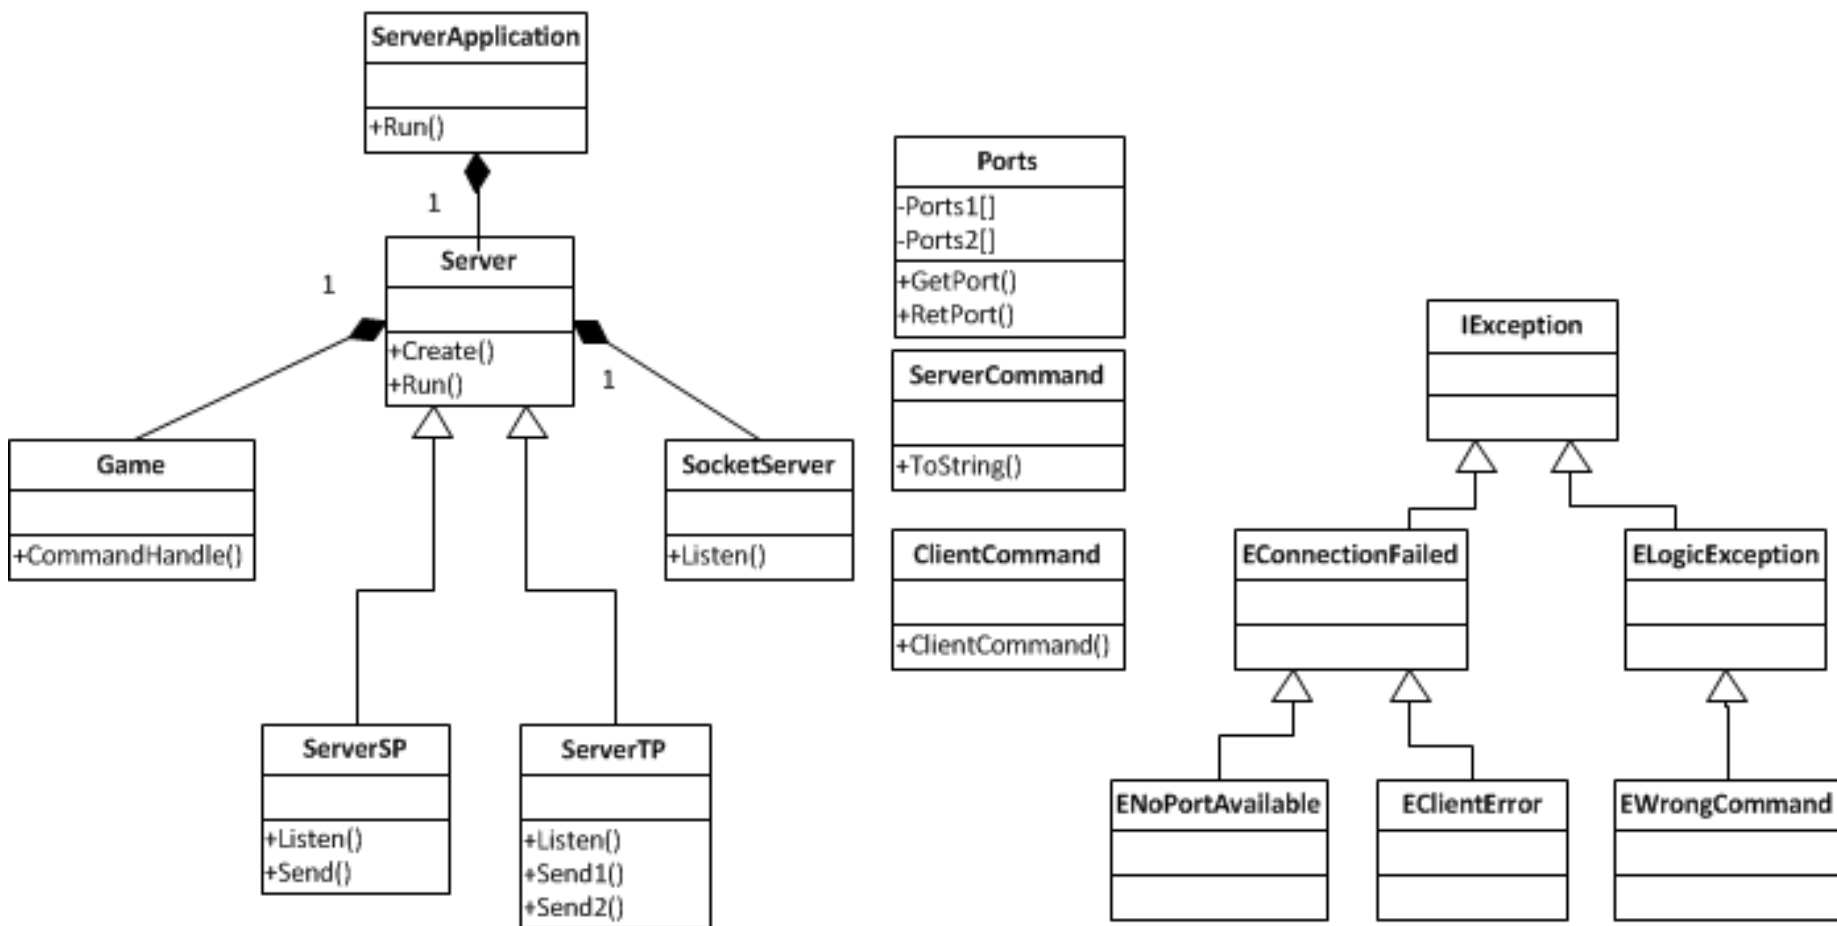 ServerApplication
+Run()
1
Server
+Create()
+Run()
1
1
Game
+CommandHandle()
SocketServer
+Listen()
ServerSP
+Listen()
+Send()
ServerTP
+Listen()
+Send1()
+Send2()
Ports
-Ports1[]
-Ports2[]
+GetPort()
+RetPort()
ServerCommand
+ToString()
ClientCommand
+ClientCommand()
IException
EConnectionFailed
ELogicException
ENoPortAvailable
EClientError
EWrongCommand